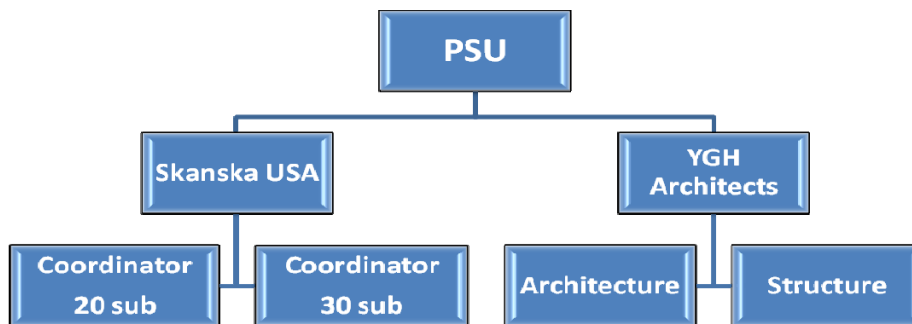 PSU
Skanska USA
YGH
Architects
Coordinator
20 sub
Coordinator
30 sub
Architecture
Structure